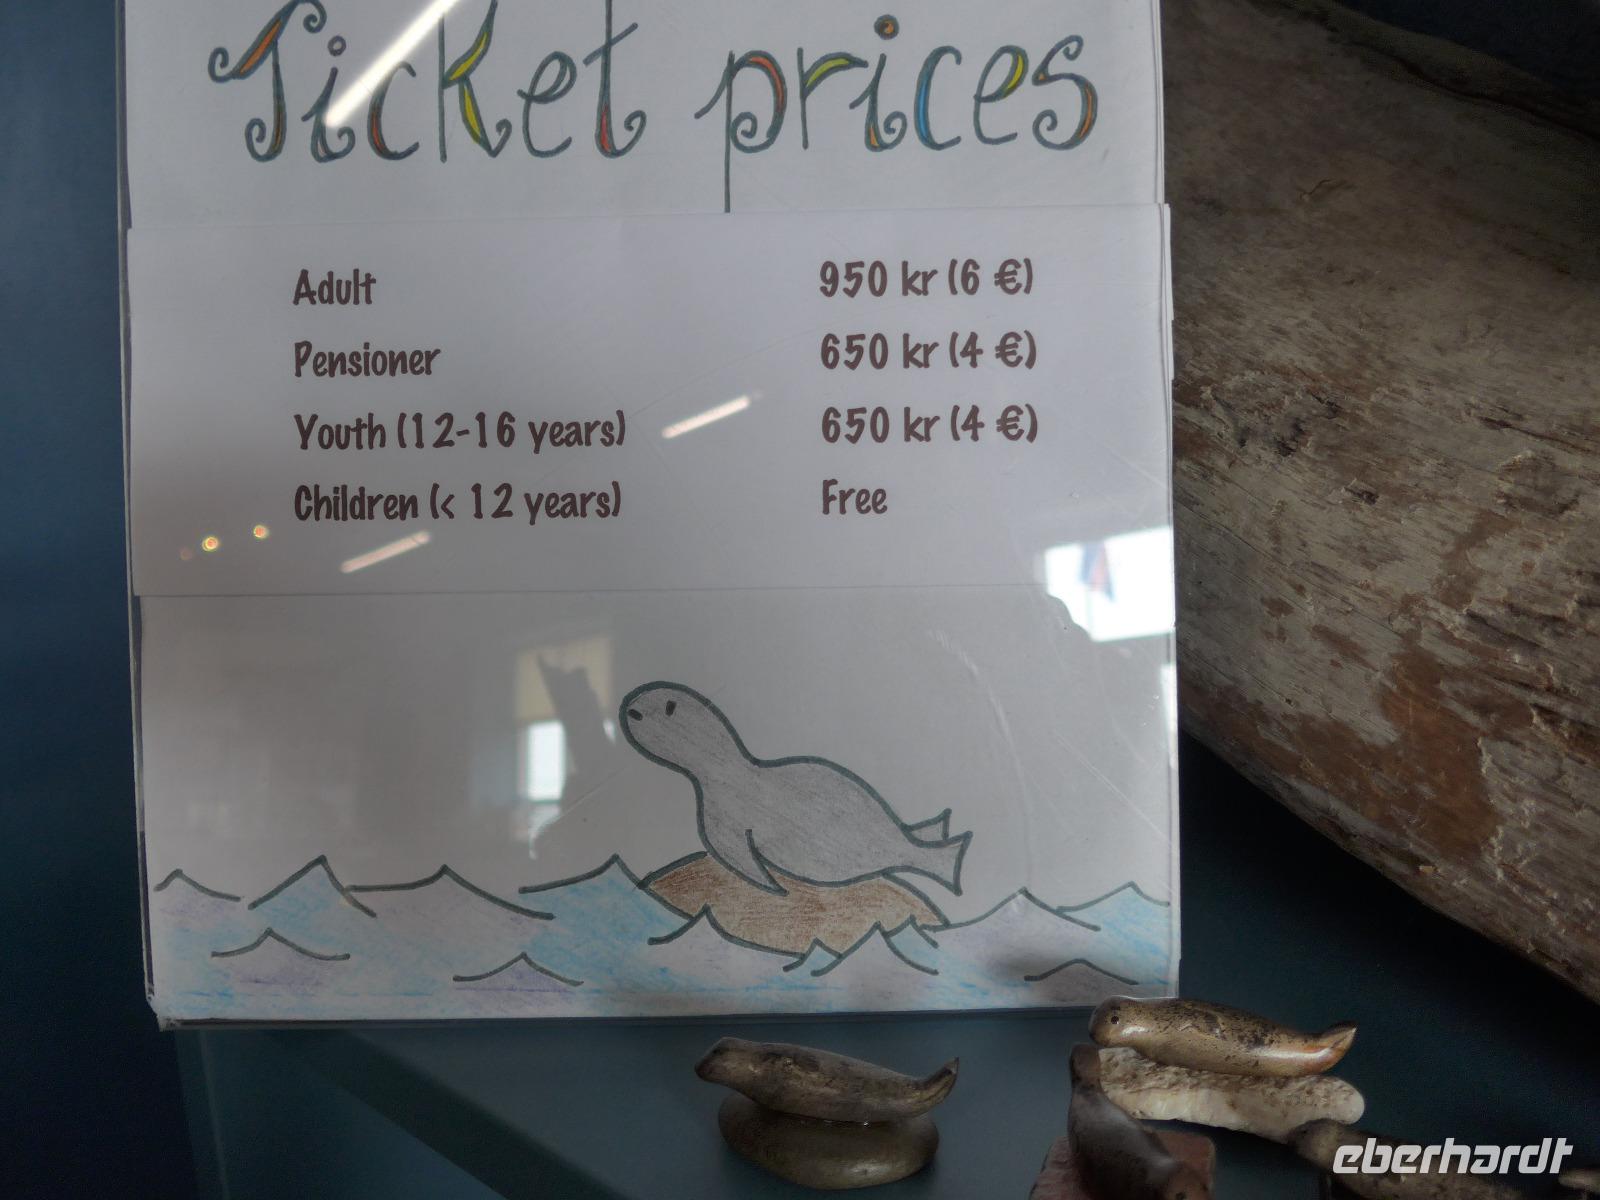 Ticket prices
Adult 950 kr (6 €)
Pensioner 650 kr (4 €)
Youth (12-16 years) 650 kr (4 €)
Children (< 12 years) Free
eberhardt